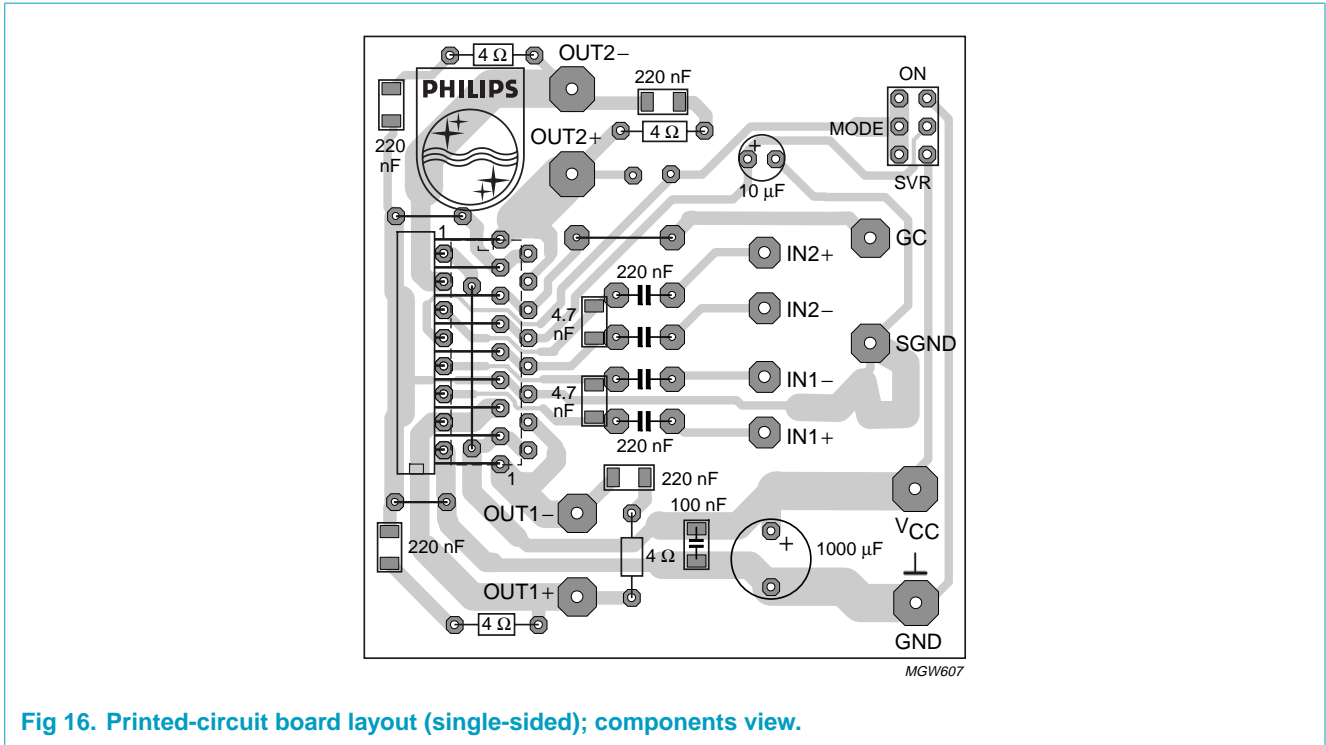 4 Ω
OUT2−
PHILIPS
220 nF
ON
220
nF
OUT2+
4 Ω
MODE
+
10 μF
SVR
1
GC
IN2+
220 nF
4.7
nF
IN2−
SGND
4.7
nF
IN1−
220 nF
IN1+
1
220 nF
OUT1−
100 nF
VCC
220 nF
4 Ω
+
1000 μF
OUT1+
4 Ω
GND
MGW607
Fig 16. Printed-circuit board layout (single-sided); components view.